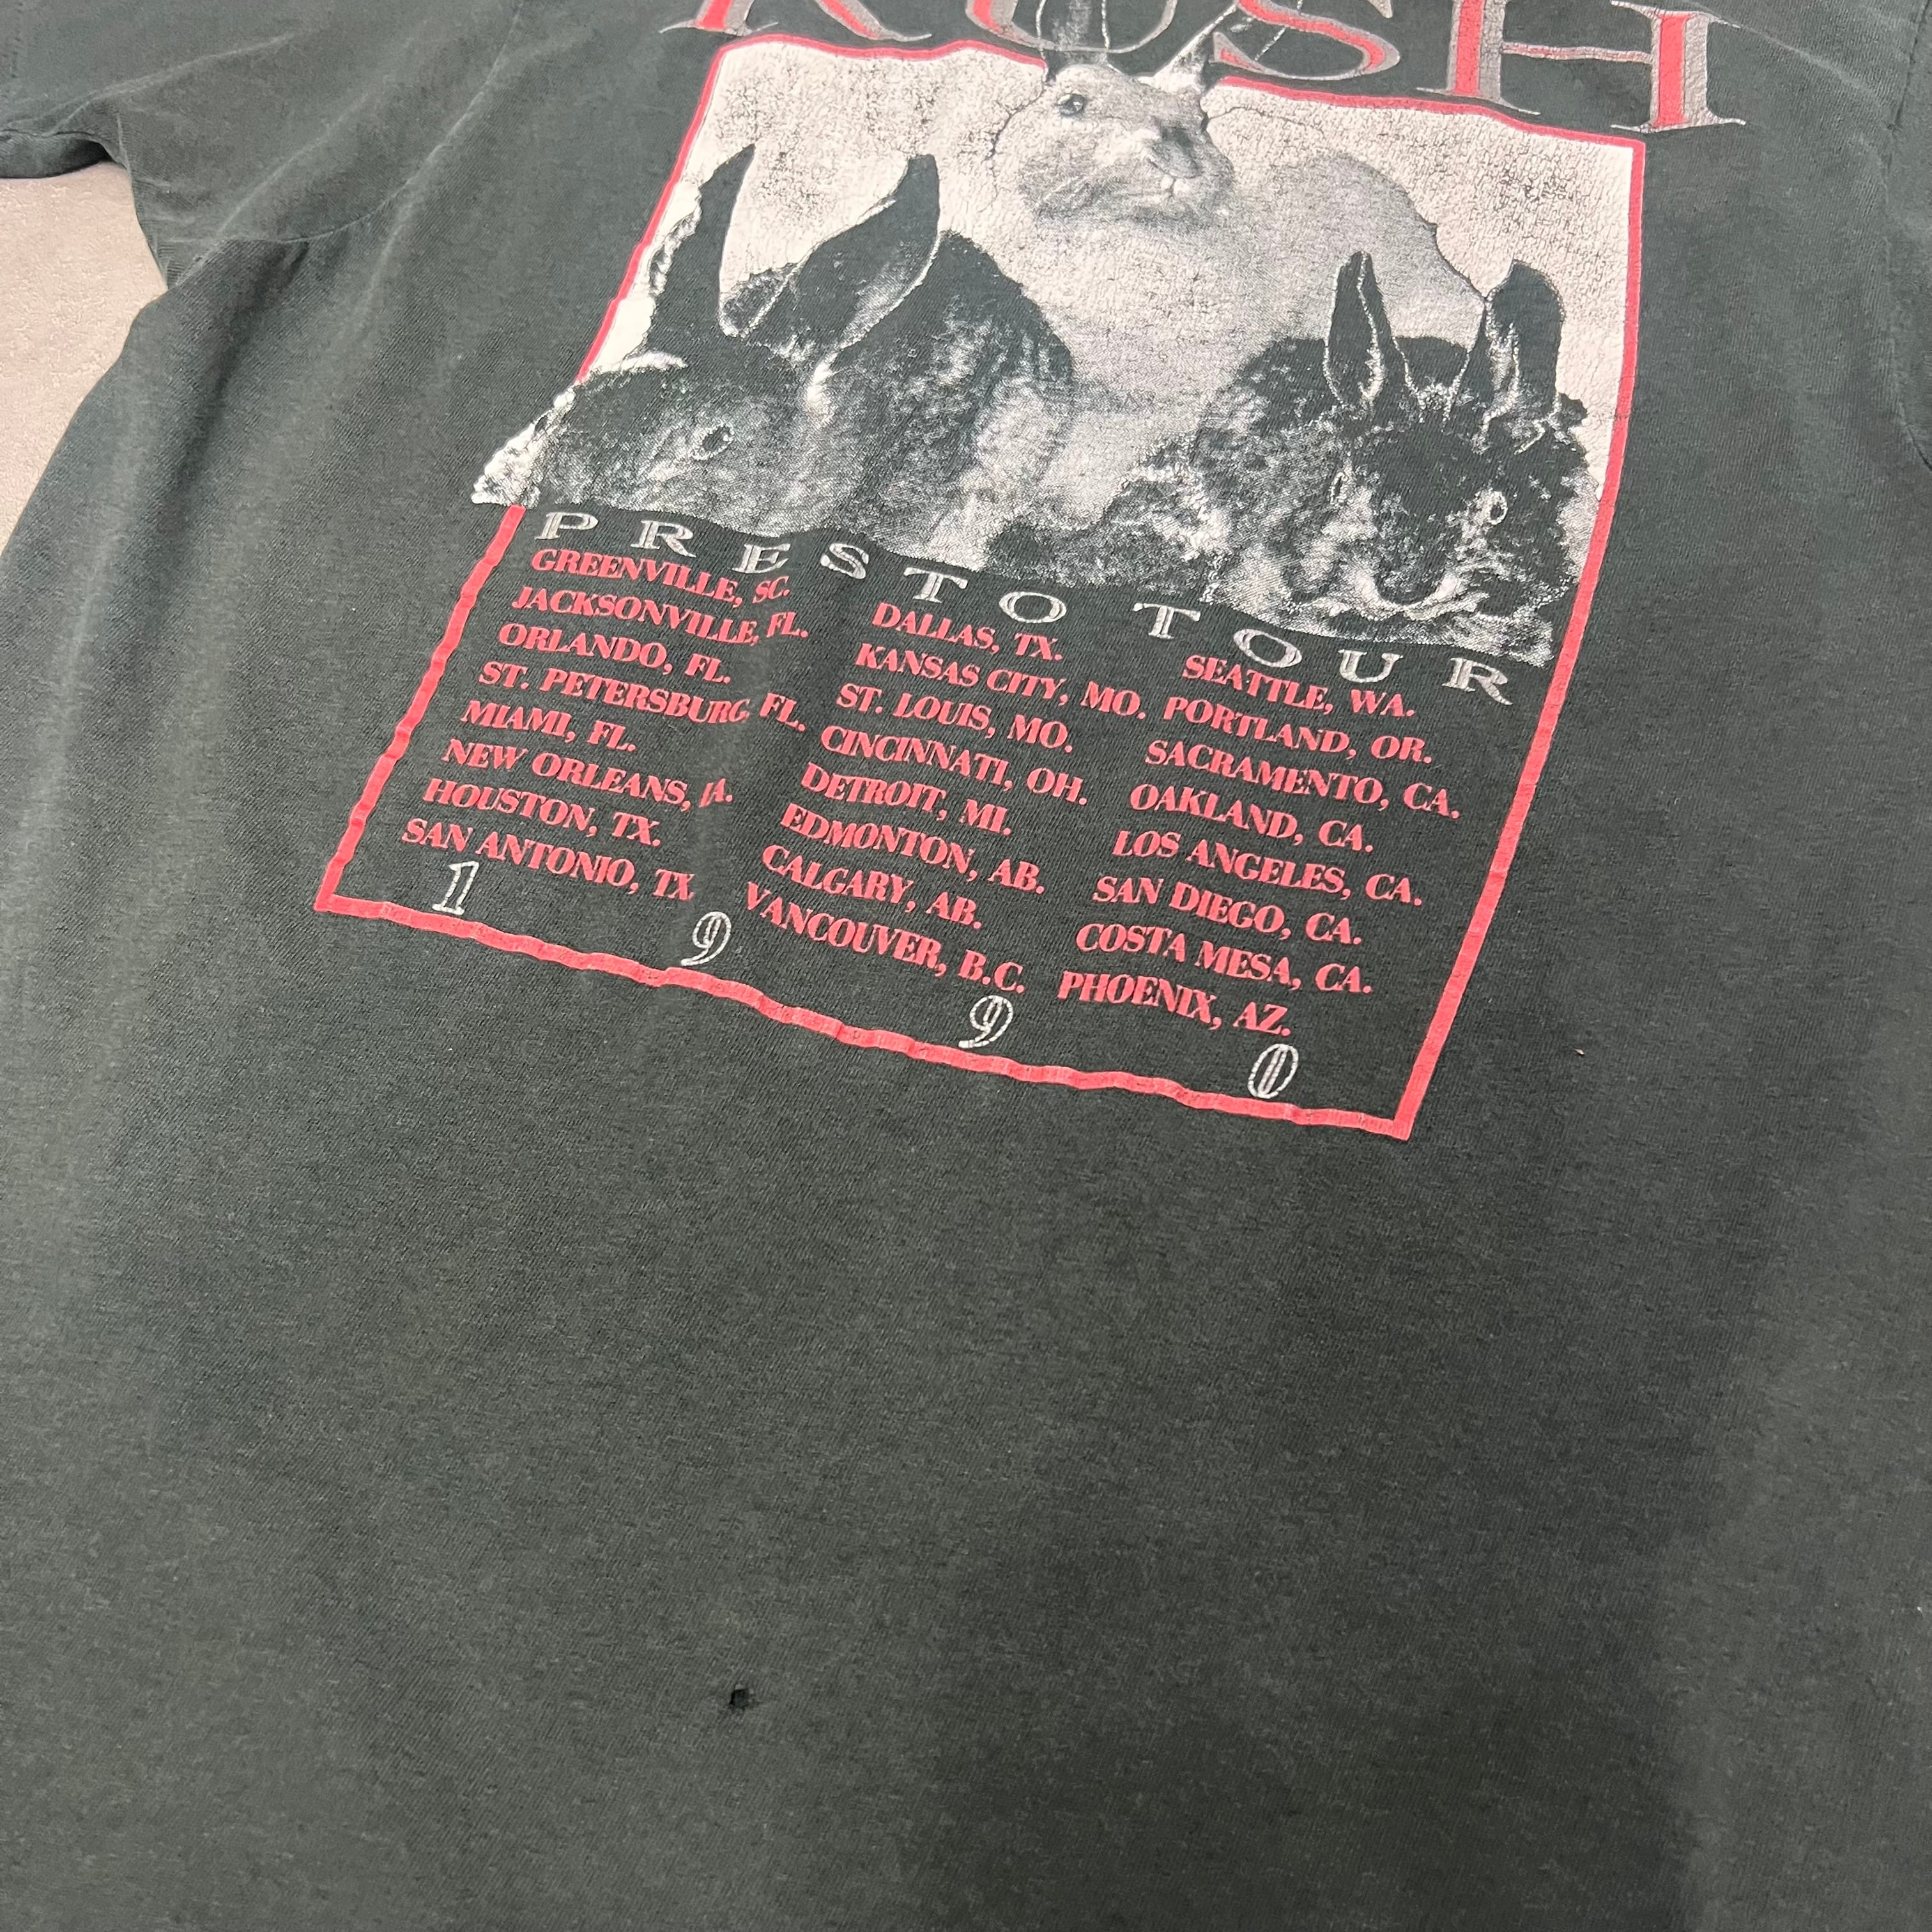 RUSH
PRESTO TOUR
GREENVILLE, SC.
JACKSONVILLE, FL.
ORLANDO, FL.
ST. PETERSBURG, FL.
MIAMI, FL.
NEW ORLEANS, LA.
HOUSTON, TX.
SAN ANTONIO, TX
DALLAS, TX.
KANSAS CITY, MO.
ST. LOUIS, MO.
CINCINNATI, OH.
DETROIT, MI.
EDMONTON, AB.
CALGARY, AB.
VANCOUVER, B.C.
SEATTLE, WA.
PORTLAND, OR.
SACRAMENTO, CA.
OAKLAND, CA.
LOS ANGELES, CA.
SAN DIEGO, CA.
COSTA MESA, CA.
PHOENIX, AZ.
1990